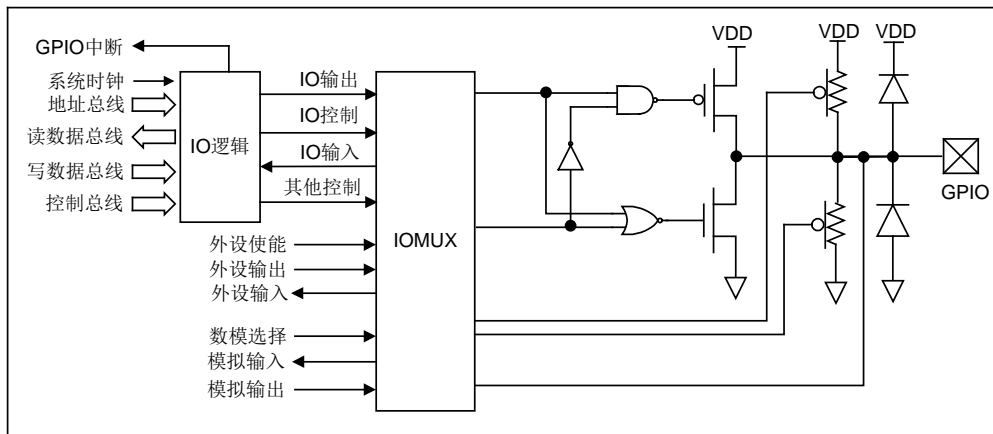 VDD
VDD
VDD
GPIO中断
系统时钟
地址总线
读数据总线
写数据总线
控制总线
IO逻辑
IO输出
IO控制
IO输入
其他控制
外设使能
外设输出
外设输入
数模选择
模拟输入
模拟输出
IOMUX
GPIO